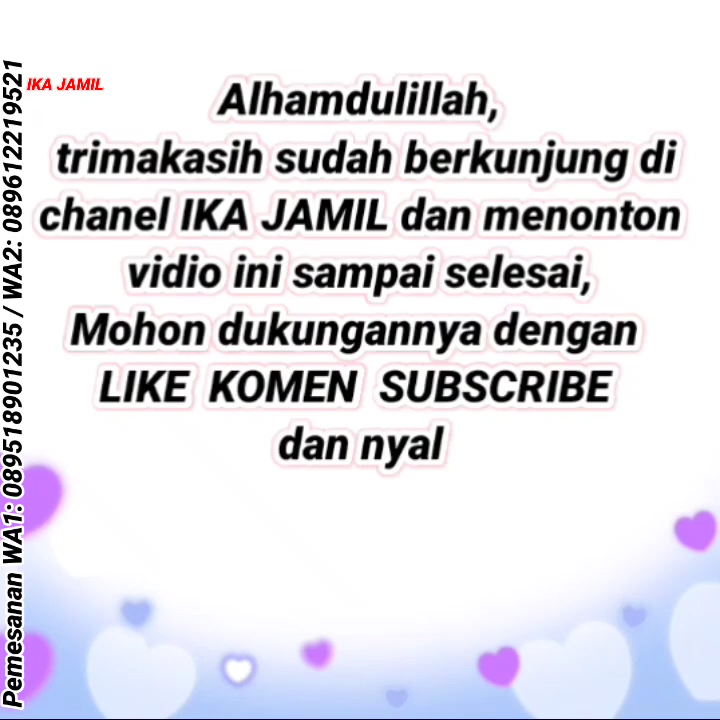 IKA JAMIL
Alhamdulillah,
trimakasih sudah berkunjung di
chanel IKA JAMIL dan menonton
vidio ini sampai selesai,
Mohon dukungannya dengan
LIKE KOMEN SUBSCRIBE
dan nyal
Pemesanan WA1: 089518901235 / WA2: 089612219521